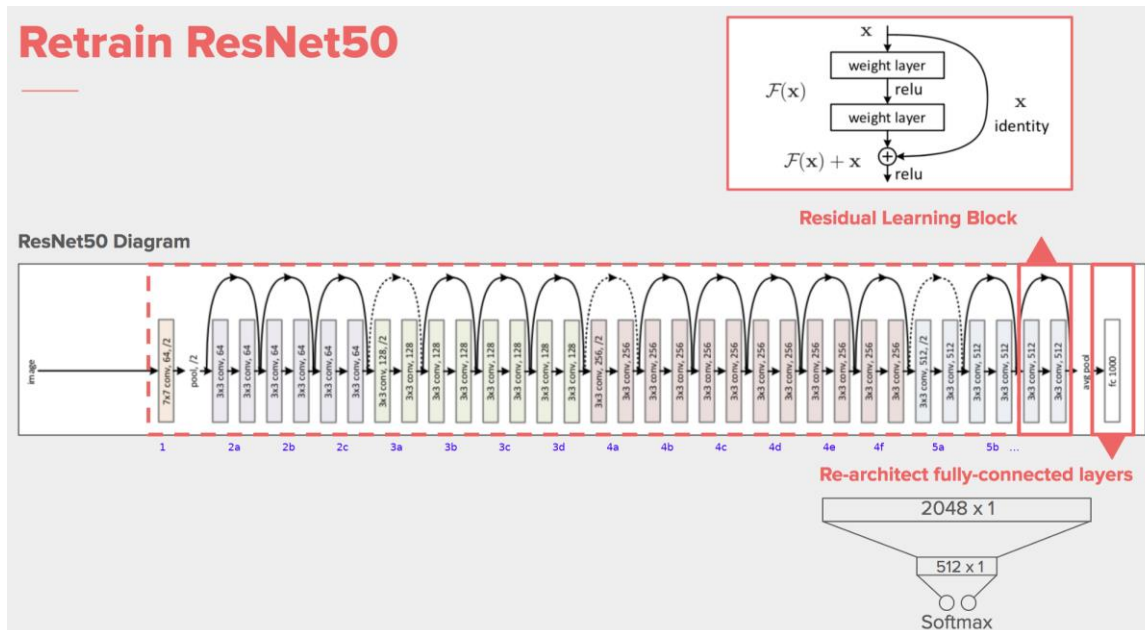 Retrain ResNet50
x
weight layer
relu
F(x)
weight layer
x
identity
F(x) + x
relu
Residual Learning Block
ResNet50 Diagram
image
7x7 conv, 64, /2
pool, /2
3x3 conv, 64
3x3 conv, 64
3x3 conv, 64
3x3 conv, 64
3x3 conv, 64
3x3 conv, 64
3x3 conv, 128, /2
3x3 conv, 128
3x3 conv, 128
3x3 conv, 128
3x3 conv, 128
3x3 conv, 128
3x3 conv, 128
3x3 conv, 128
3x3 conv, 256, /2
3x3 conv, 256
3x3 conv, 256
3x3 conv, 256
3x3 conv, 256
3x3 conv, 256
3x3 conv, 256
3x3 conv, 256
3x3 conv, 256
3x3 conv, 256
3x3 conv, 256
3x3 conv, 256
3x3 conv, 512, /2
3x3 conv, 512
3x3 conv, 512
3x3 conv, 512
3x3 conv, 512
3x3 conv, 512
avg pool
fc 1000
1 2a 2b 2c 3a 3b 3c 3d 4a 4b 4c 4d 4e 4f 5a 5b ...
Re-architect fully-connected layers
2048 x 1
512 x 1
Softmax